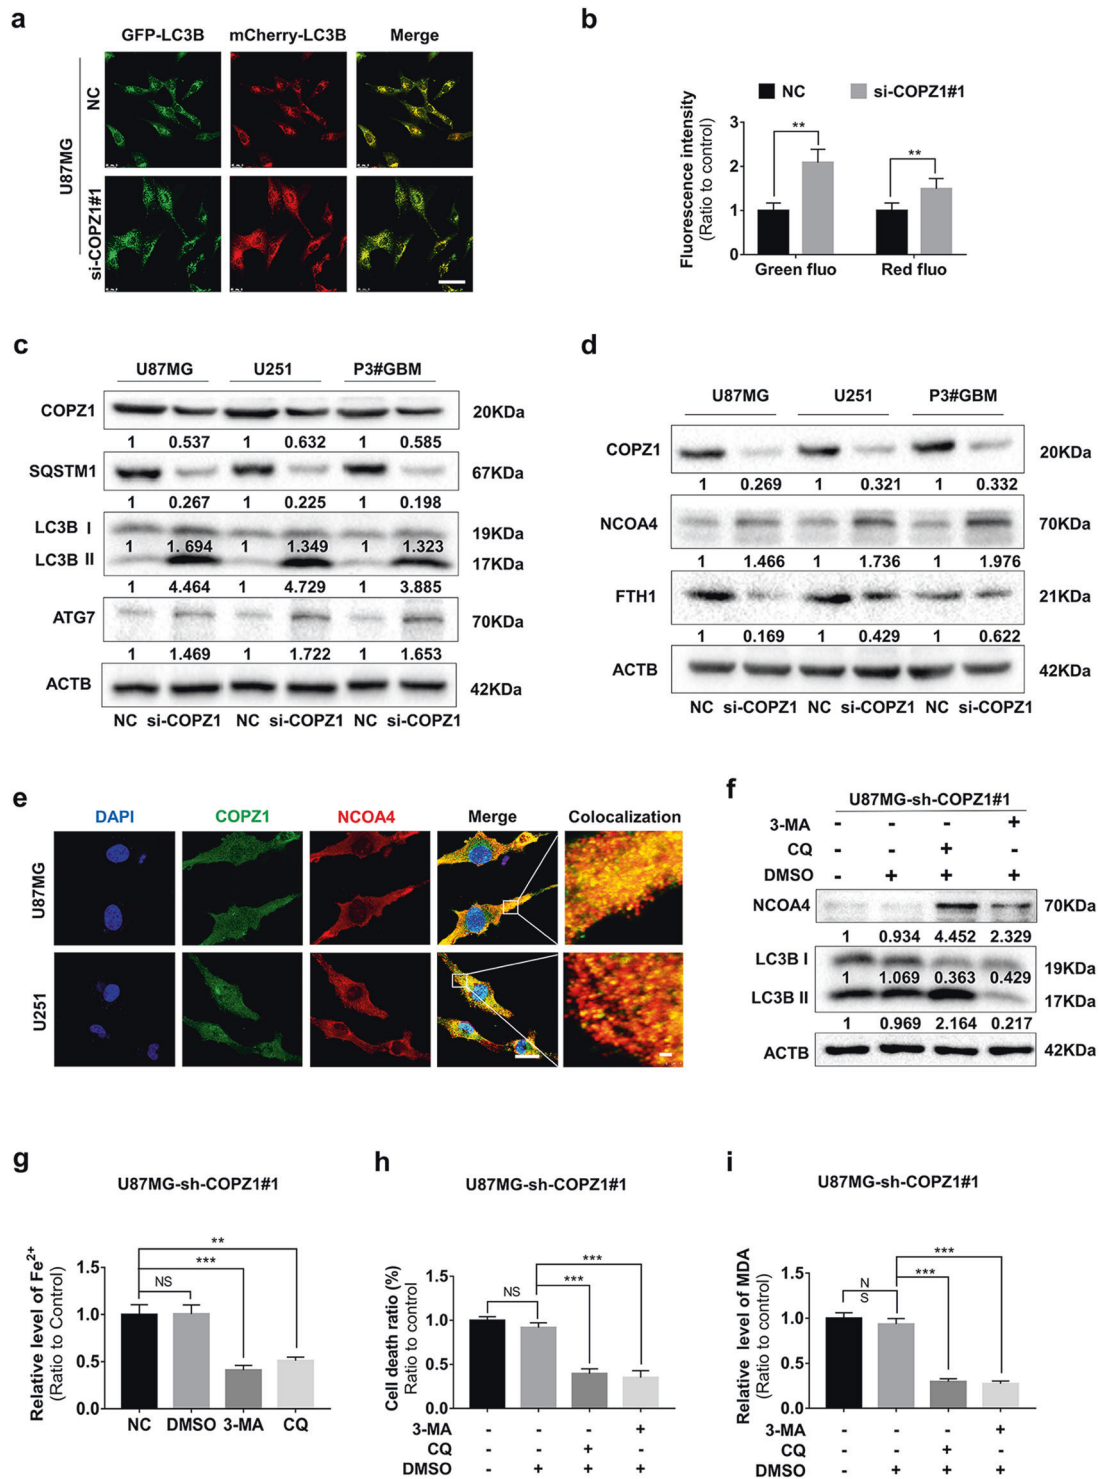 a
GFP-LC3B mCherry-LC3B Merge
U87MG
NC
si-COPZ1#1
b
NC si-COPZ1#1
Fluorescence intensity
(Ratio to control)
3
2
1
0
** **
Green fluo Red fluo
c
U87MG U251 P3#GBM
COPZ1 20KDa
1 0.537 1 0.632 1 0.585
SQSTM1 67KDa
1 0.267 1 0.225 1 0.198
LC3B I 19KDa
1 1. 694 1 1.349 1 1.323
LC3B II 17KDa
1 4.464 1 4.729 1 3.885
ATG7 70KDa
1 1.469 1 1.722 1 1.653
ACTB 42KDa
NC si-COPZ1 NC si-COPZ1 NC si-COPZ1
d
U87MG U251 P3#GBM
COPZ1 20KDa
1 0.269 1 0.321 1 0.332
NCOA4 70KDa
1 1.466 1 1.736 1 1.976
FTH1 21KDa
1 0.169 1 0.429 1 0.622
ACTB 42KDa
NC si-COPZ1 NC si-COPZ1 NC si-COPZ1
e
DAPI COPZ1 NCOA4 Merge Colocalization
U87MG
U251
f
U87MG-sh-COPZ1#1
3-MA - - - +
CQ - - + -
DMSO - + + +
NCOA4 70KDa
1 0.934 4.452 2.329
LC3B I 19KDa
1 1.069 0.363 0.429
LC3B II 17KDa
1 0.969 2.164 0.217
ACTB 42KDa
g
U87MG-sh-COPZ1#1
Relative level of Fe²⁺
(Ratio to Control)
1.5
1.0
0.5
0.0
**
***
NS
NC DMSO 3-MA CQ
h
U87MG-sh-COPZ1#1
Cell death ratio (%)
Ratio to control
1.5
1.0
0.5
0.0
***
***
NS
3-MA - - - +
CQ - - + -
DMSO - + + +
i
U87MG-sh-COPZ1#1
Relative level of MDA
(Ratio to control)
1.5
1.0
0.5
0.0
***
***
N
S
3-MA - - - +
CQ - - + -
DMSO - + + +